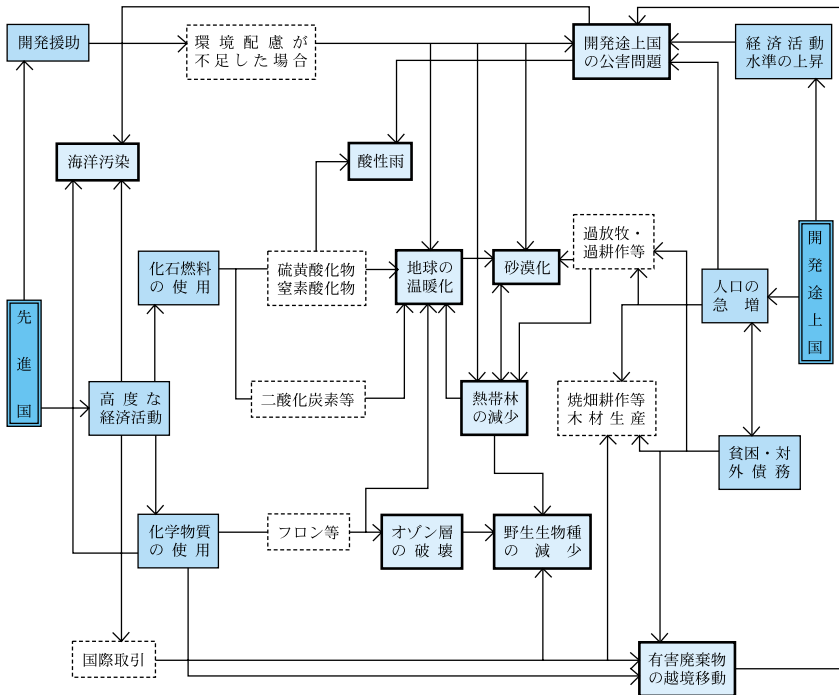 開発援助
環境配慮が
不足した場合
開発途上国
の公害問題
経済活動
水準の上昇
海洋汚染
酸性雨
化石燃料
の使用
硫黄酸化物
窒素酸化物
地球の
温暖化
砂漠化
過放牧・
過耕作等
人口の
急増
開発途上国
先進国
高度な
経済活動
二酸化炭素等
熱帯林
の減少
焼畑耕作等
木材生産
貧困・対
外債務
化学物質
の使用
フロン等
オゾン層
の破壊
野生生物種
の減少
国際取引
有害廃棄物
の越境移動